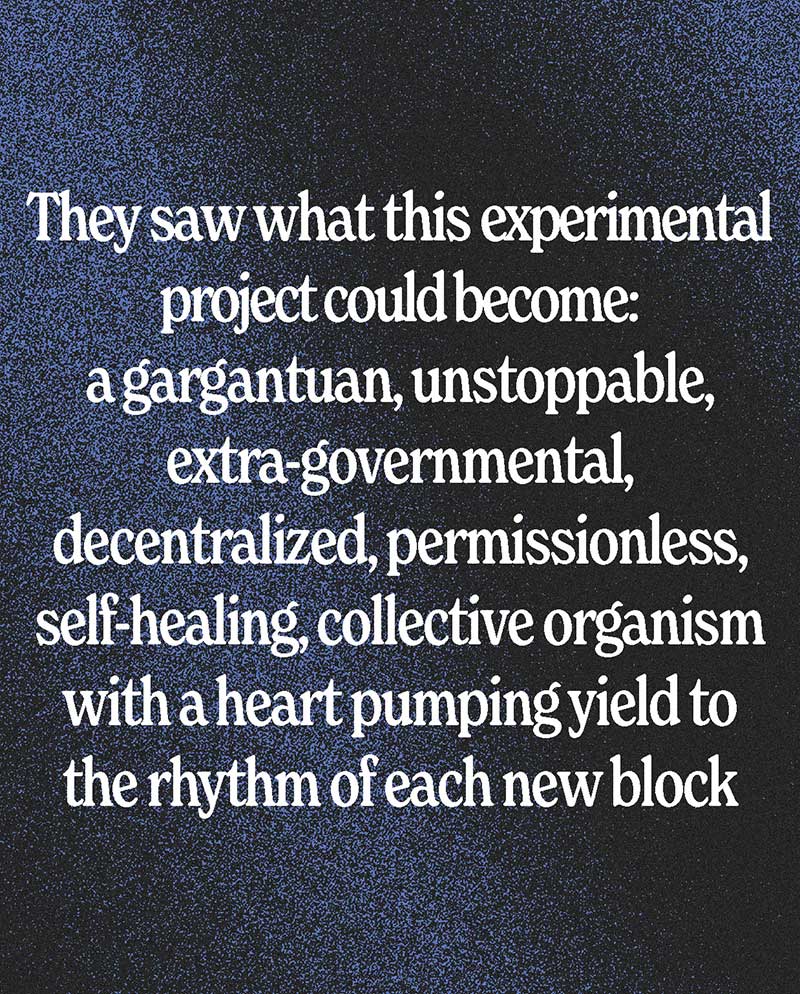 They saw what this experimental
project could become:
a gargantuan, unstoppable,
extra-governmental,
decentralized, permissionless,
self-healing, collective organism
with a heart pumping yield to
the rhythm of each new block